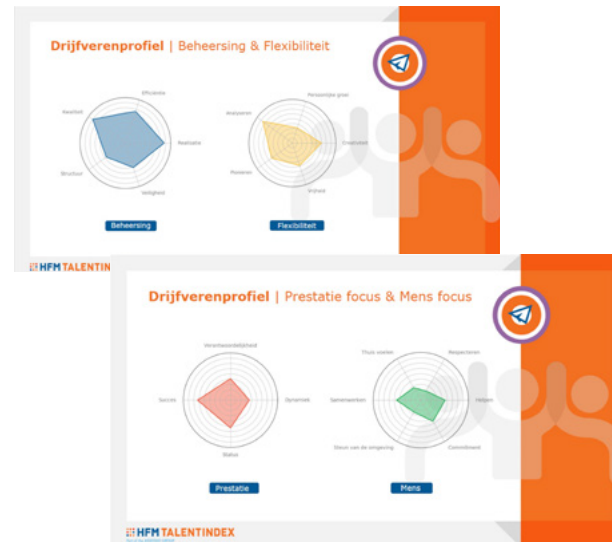 Drijfverenprofiel | Beheersing & Flexibiliteit
Efficiëntie
Kwaliteit
Realisatie
Structuur
Veiligheid
Beheersing
Persoonlijke groei
Analyseren
Creativiteit
Pionieren
Vrijheid
Flexibiliteit
HFM TALENTIN
Drijfverenprofiel | Prestatie focus & Mens focus
Verantwoordelijkheid
Succes
Dynamiek
Status
Prestatie
Thuis voelen
Respecteren
Samenwerken
Helpen
Steun van de omgeving
Commitment
Mens
HFM TALENTINDEX